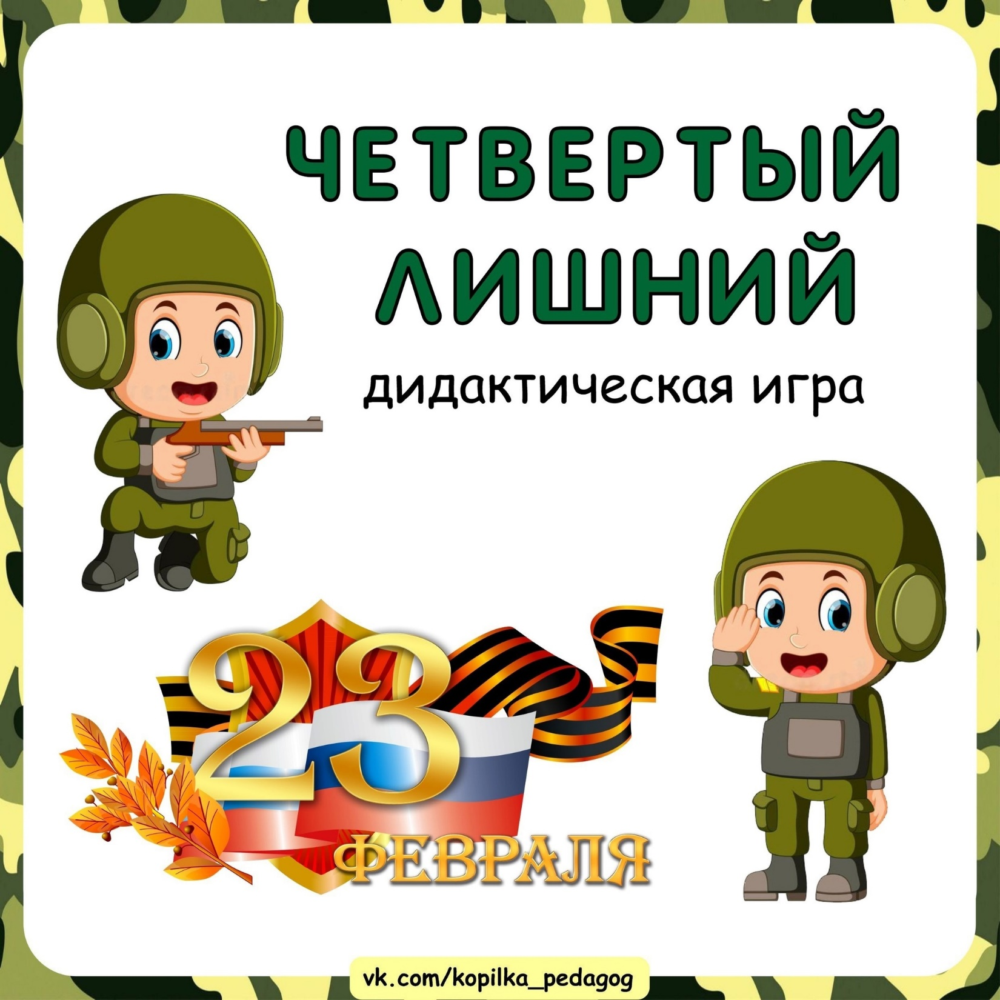 ЧЕТВЕРТЫЙ
ЛИШНИЙ
дидактическая игра
23
ФЕВРАЛЯ
vk.com/kopilka_pedagog